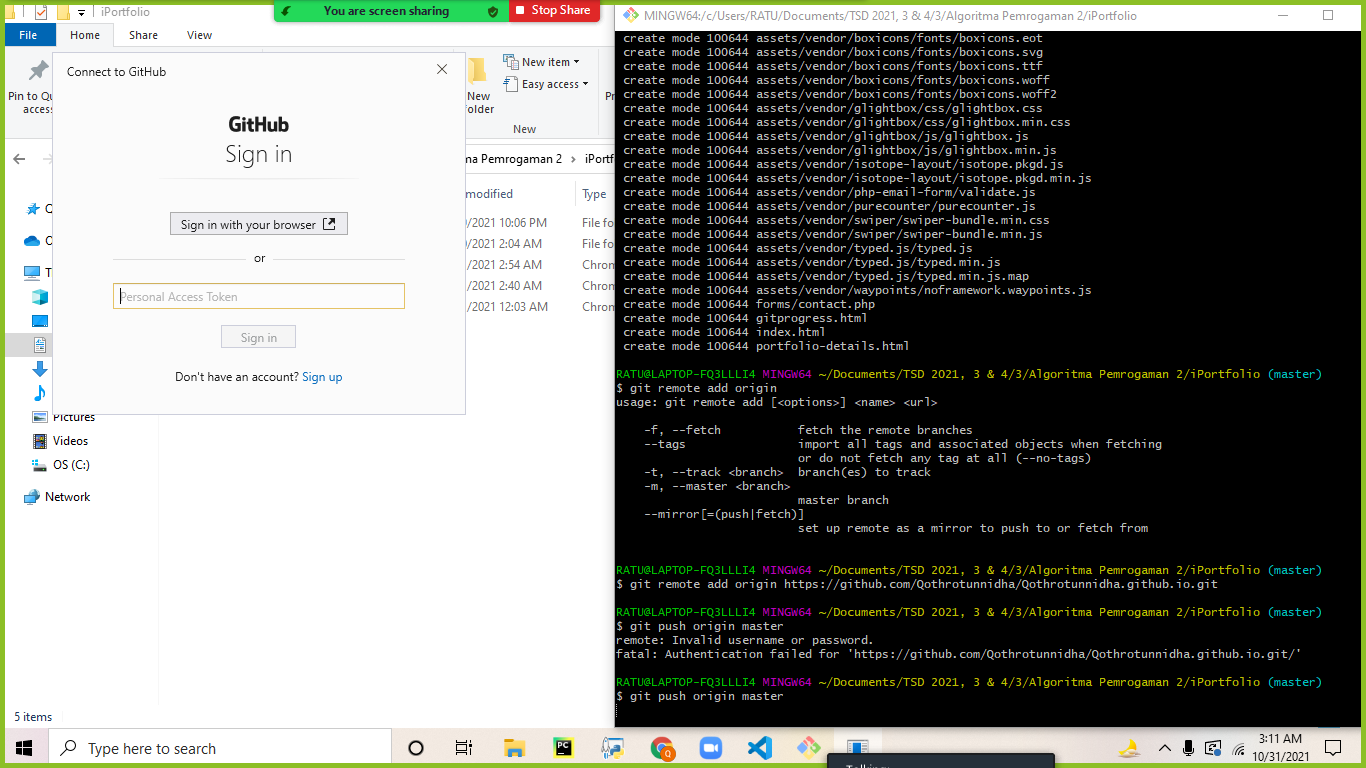 iPortfolio
You are screen sharing
Stop Share
File
Home
Share
View
Pin to Qu
access
New item
Easy access
New
folder
New
Connect to GitHub
GitHub
Sign in
Sign in with your browser
or
Personal Access Token
Sign in
Don't have an account? Sign up
ma Pemrogaman 2 › iPortf
modified
Type
/2021 10:06 PM
File fo
/2021 2:04 AM
File fo
/2021 2:54 AM
Chrom
/2021 2:40 AM
Chrom
/2021 12:03 AM
Chrom
Pictures
Videos
OS (C:)
Network
5 items
MINGW64:/c/Users/RATU/Documents/TSD 2021, 3 & 4/3/Algoritma Pemrogaman 2/iPortfolio
create mode 100644 assets/vendor/boxicons/fonts/boxicons.eot
create mode 100644 assets/vendor/boxicons/fonts/boxicons.svg
create mode 100644 assets/vendor/boxicons/fonts/boxicons.ttf
create mode 100644 assets/vendor/boxicons/fonts/boxicons.woff
create mode 100644 assets/vendor/boxicons/fonts/boxicons.woff2
create mode 100644 assets/vendor/glightbox/css/glightbox.css
create mode 100644 assets/vendor/glightbox/css/glightbox.min.css
create mode 100644 assets/vendor/glightbox/js/glightbox.js
create mode 100644 assets/vendor/glightbox/js/glightbox.min.js
create mode 100644 assets/vendor/isotope-layout/isotope.pkgd.js
create mode 100644 assets/vendor/isotope-layout/isotope.pkgd.min.js
create mode 100644 assets/vendor/php-email-form/validate.js
create mode 100644 assets/vendor/purecounter/purecounter.js
create mode 100644 assets/vendor/swiper/swiper-bundle.min.css
create mode 100644 assets/vendor/swiper/swiper-bundle.min.js
create mode 100644 assets/vendor/typed.js/typed.js
create mode 100644 assets/vendor/typed.js/typed.min.js
create mode 100644 assets/vendor/typed.js/typed.min.js.map
create mode 100644 assets/vendor/waypoints/noframework.waypoints.js
create mode 100644 forms/contact.php
create mode 100644 gitprogress.html
create mode 100644 index.html
create mode 100644 portfolio-details.html
RATU@LAPTOP-FQ3LLLI4 MINGW64 ~/Documents/TSD 2021, 3 & 4/3/Algoritma Pemrogaman 2/iPortfolio (master)
$ git remote add origin
usage: git remote add [<options>] <name> <url>
-f, --fetch fetch the remote branches
--tags import all tags and associated objects when fetching
or do not fetch any tag at all (--no-tags)
-t, --track <branch> branch(es) to track
-m, --master <branch>
master branch
--mirror[=(push|fetch)]
set up remote as a mirror to push to or fetch from
RATU@LAPTOP-FQ3LLLI4 MINGW64 ~/Documents/TSD 2021, 3 & 4/3/Algoritma Pemrogaman 2/iPortfolio (master)
$ git remote add origin https://github.com/Qothrotunnidha/Qothrotunnidha.github.io.git
RATU@LAPTOP-FQ3LLLI4 MINGW64 ~/Documents/TSD 2021, 3 & 4/3/Algoritma Pemrogaman 2/iPortfolio (master)
$ git push origin master
remote: Invalid username or password.
fatal: Authentication failed for 'https://github.com/Qothrotunnidha/Qothrotunnidha.github.io.git/'
RATU@LAPTOP-FQ3LLLI4 MINGW64 ~/Documents/TSD 2021, 3 & 4/3/Algoritma Pemrogaman 2/iPortfolio (master)
$ git push origin master
Type here to search
3:11 AM
10/31/2021